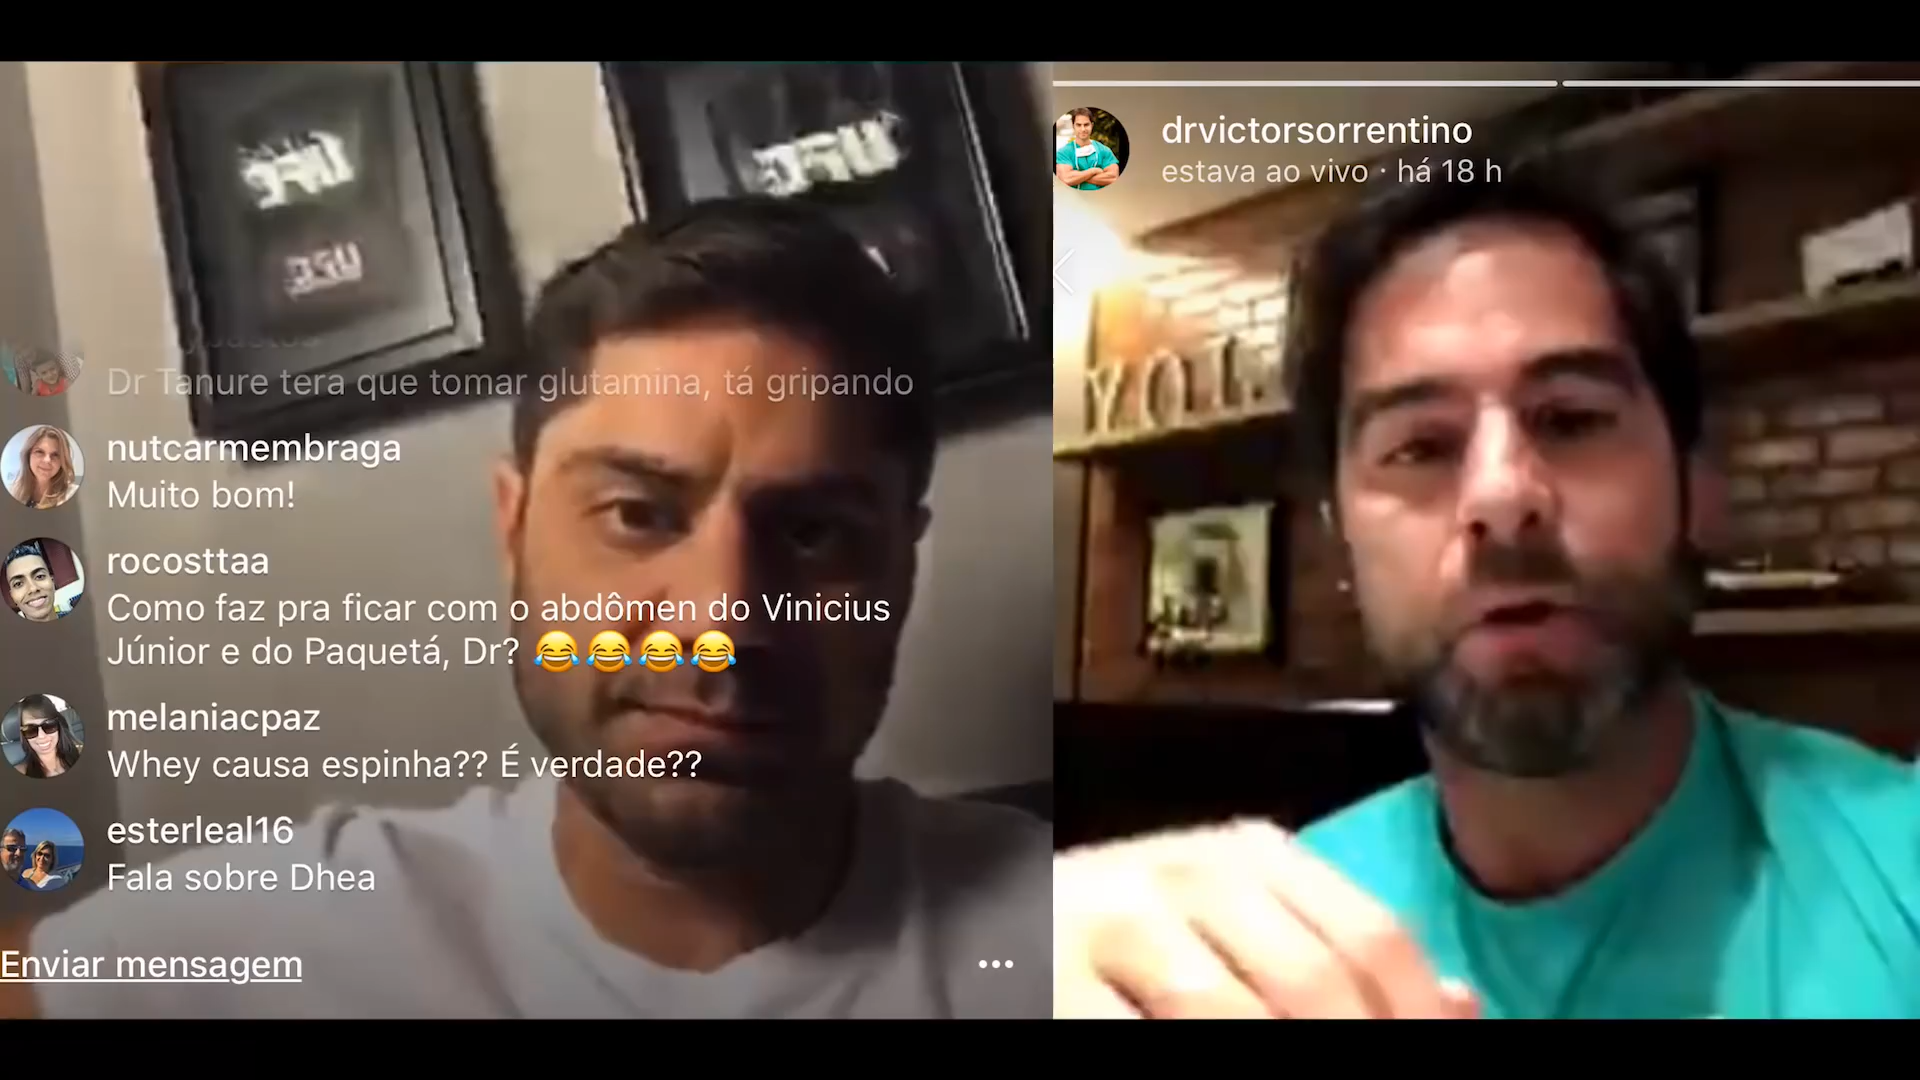 Dr Tanure tera que tomar glutamina, tá gripando
nutcarmembraga
Muito bom!
rocosttaa
Como faz pra ficar com o abdômen do Vinicius
Júnior e do Paquetá, Dr? 😂😂😂😂
melaniacpaz
Whey causa espinha?? É verdade??
esterleal16
Fala sobre Dhea
Enviar mensagem
drvictorsorrentino
estava ao vivo · há 18 h